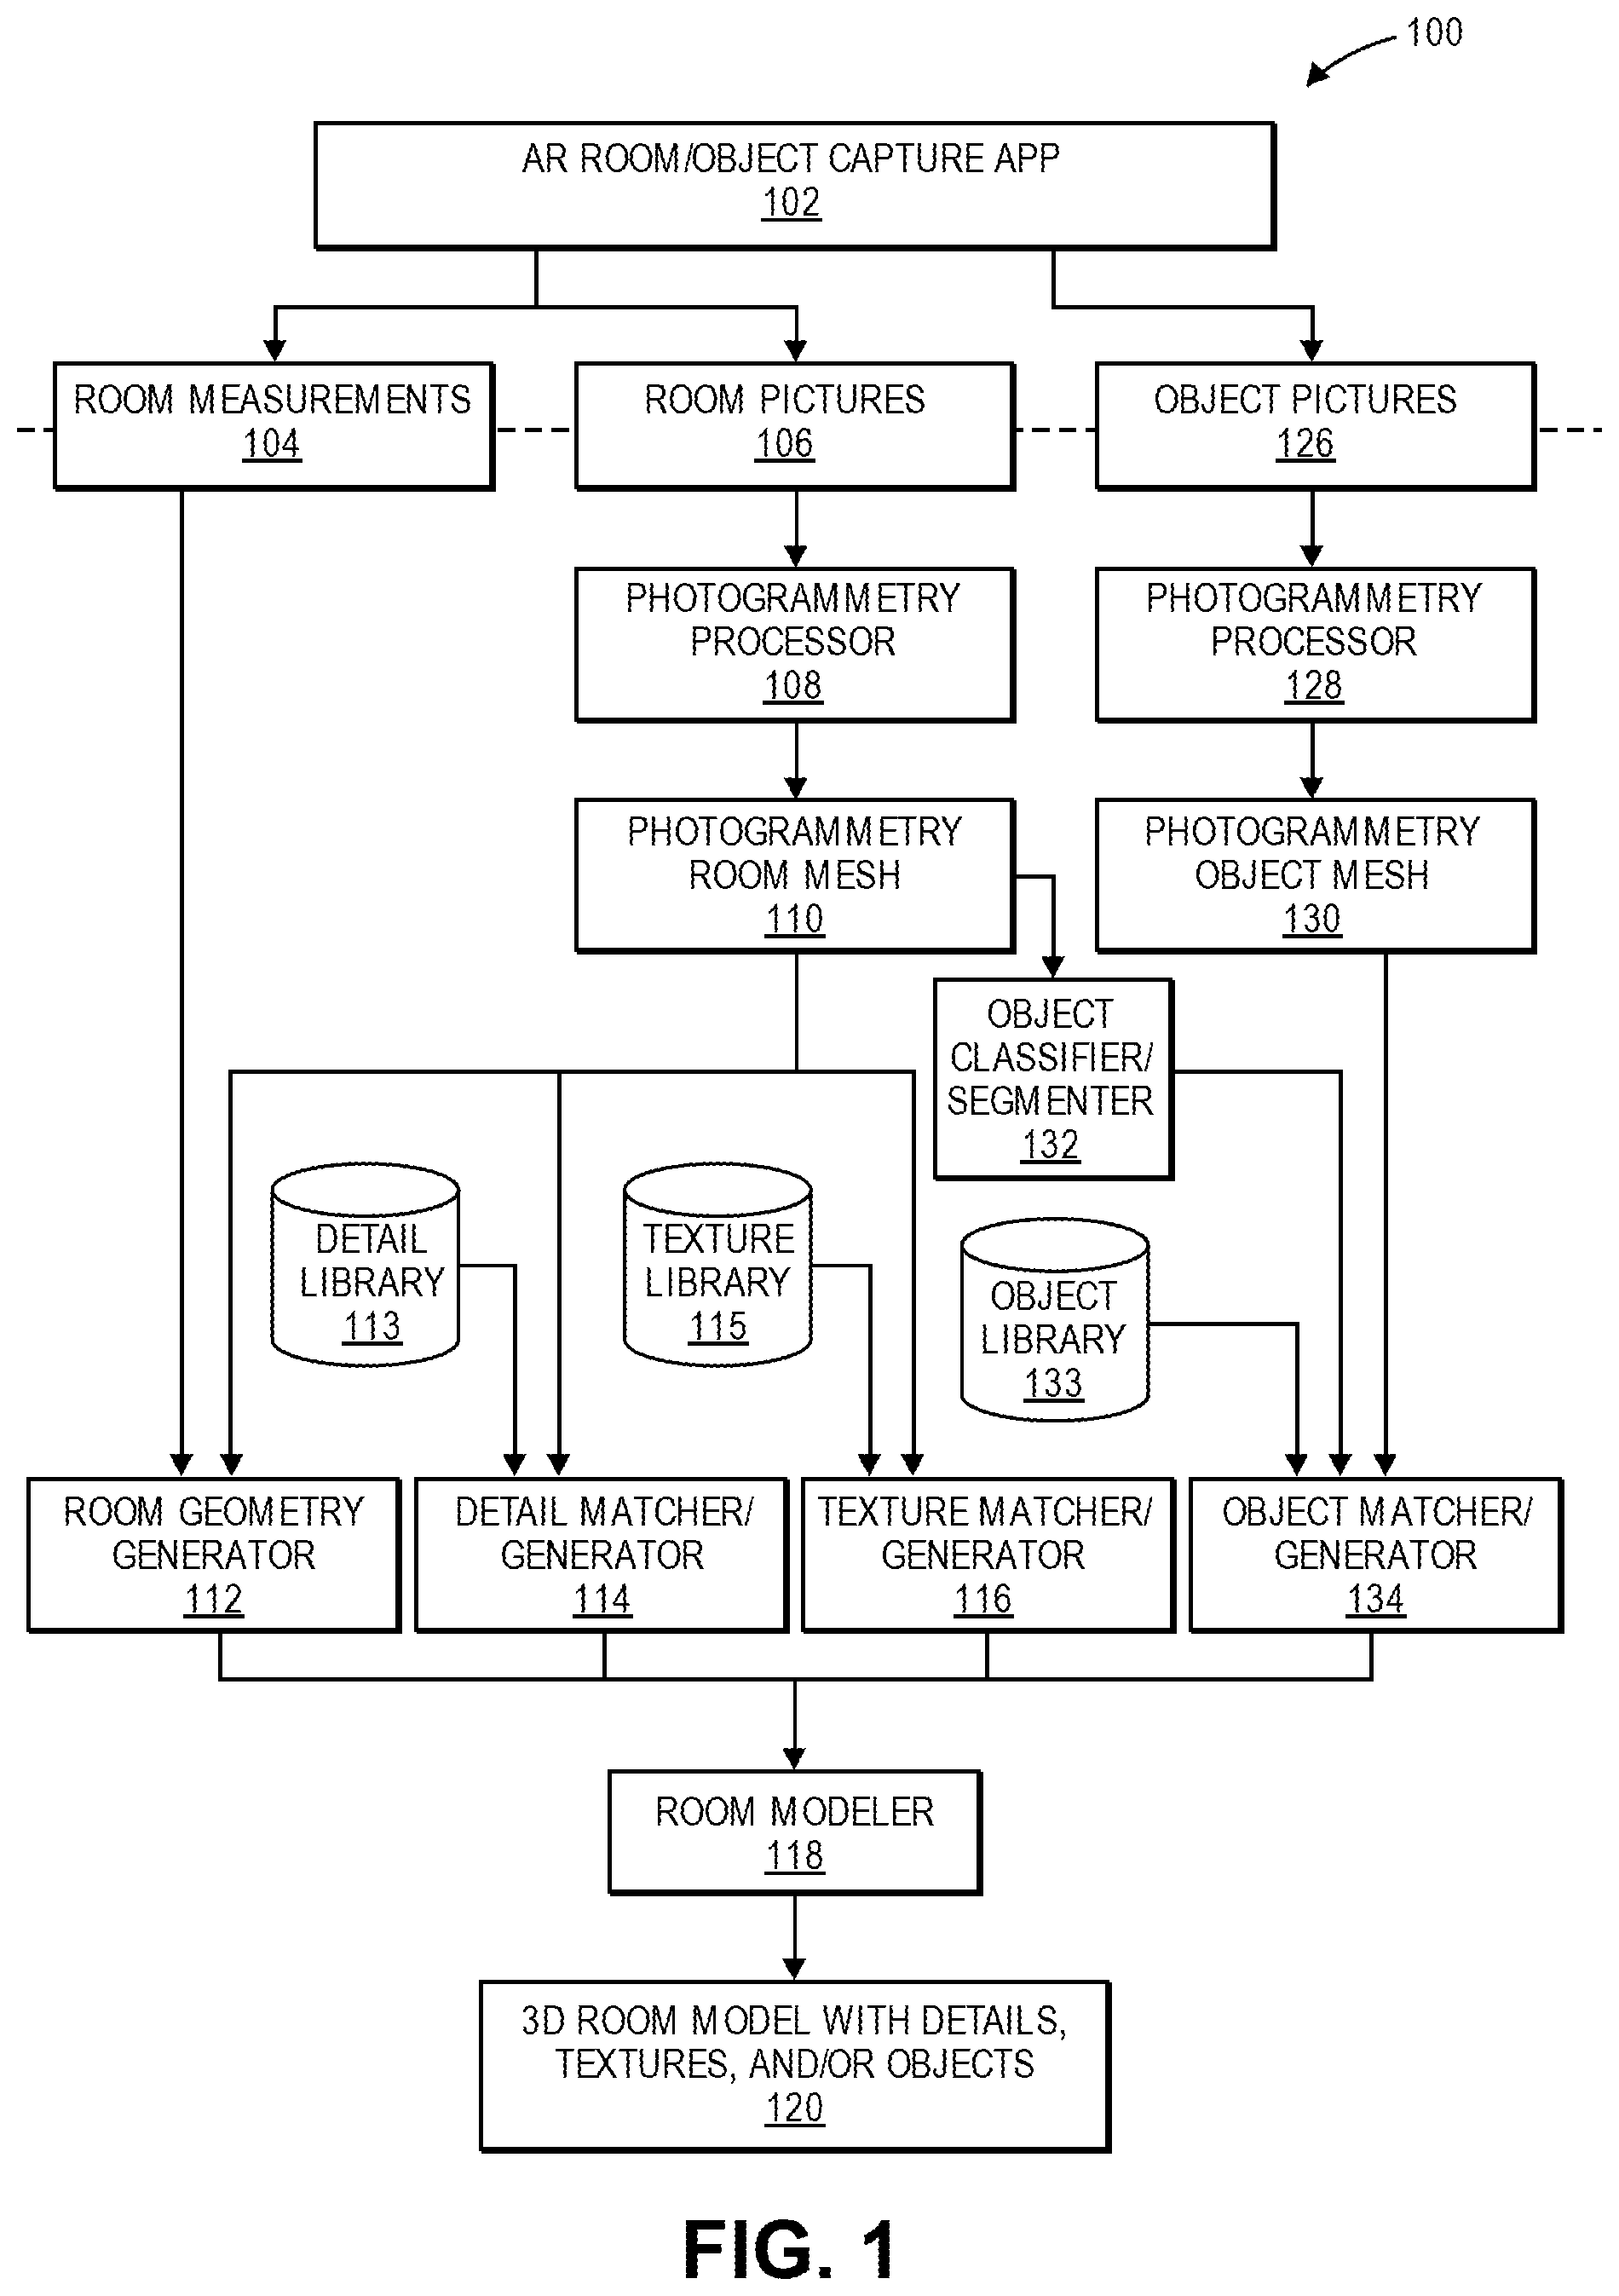 100
AR ROOM/OBJECT CAPTURE APP
102
ROOM MEASUREMENTS
104
ROOM PICTURES
106
OBJECT PICTURES
126
PHOTOGRAMMETRY
PROCESSOR
108
PHOTOGRAMMETRY
PROCESSOR
128
PHOTOGRAMMETRY
ROOM MESH
110
PHOTOGRAMMETRY
OBJECT MESH
130
OBJECT
CLASSIFIER/
SEGMENTER
132
DETAIL
LIBRARY
113
TEXTURE
LIBRARY
115
OBJECT
LIBRARY
133
ROOM GEOMETRY
GENERATOR
112
DETAIL MATCHER/
GENERATOR
114
TEXTURE MATCHER/
GENERATOR
116
OBJECT MATCHER/
GENERATOR
134
ROOM MODELER
118
3D ROOM MODEL WITH DETAILS,
TEXTURES, AND/OR OBJECTS
120
FIG. 1